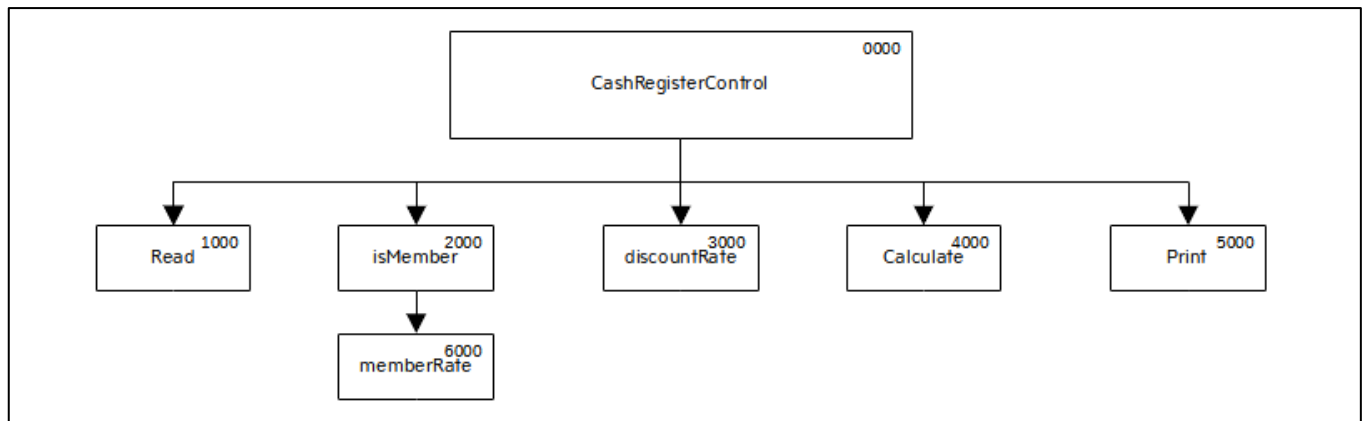 0000
CashRegisterControl
1000
Read
2000
isMember
3000
discountRate
4000
Calculate
5000
Print
6000
memberRate